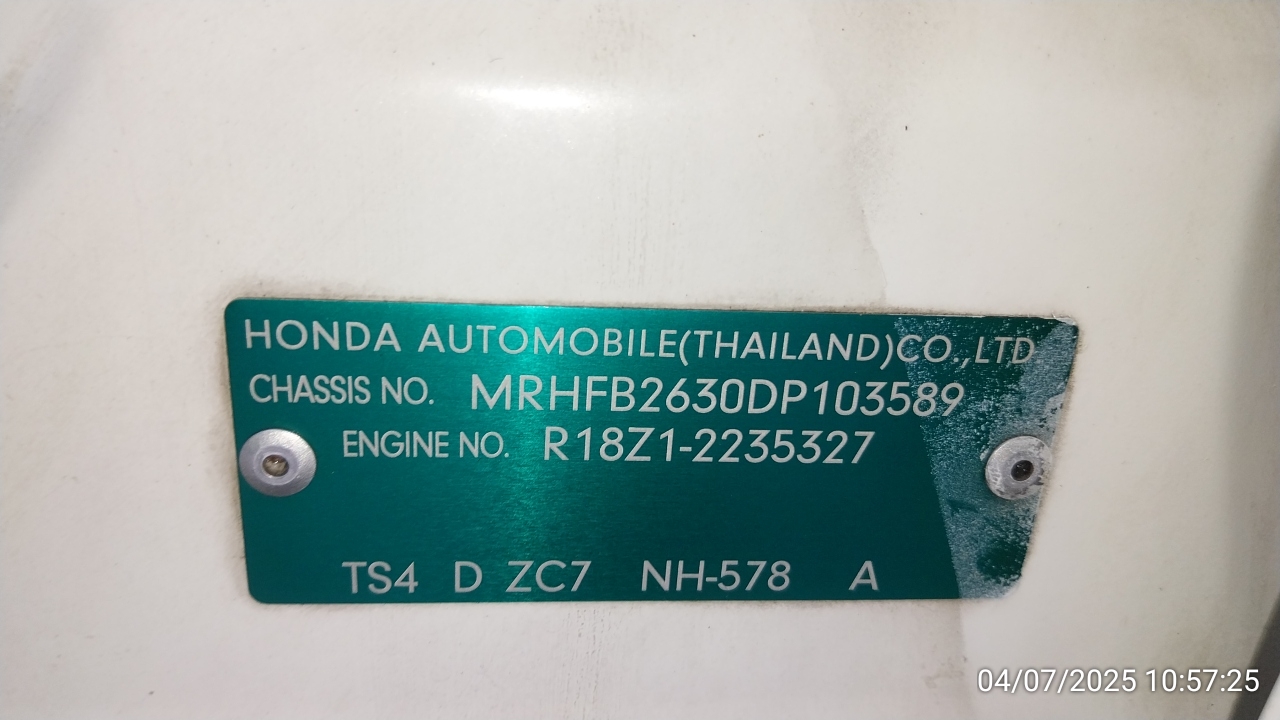 HONDA AUTOMOBILE(THAILAND)CO.,LTD
CHASSIS NO. MRHFB2630DP103589
ENGINE NO. R18Z1-2235327
TS4 D ZC7 NH-578 A
04/07/2025 10:57:25